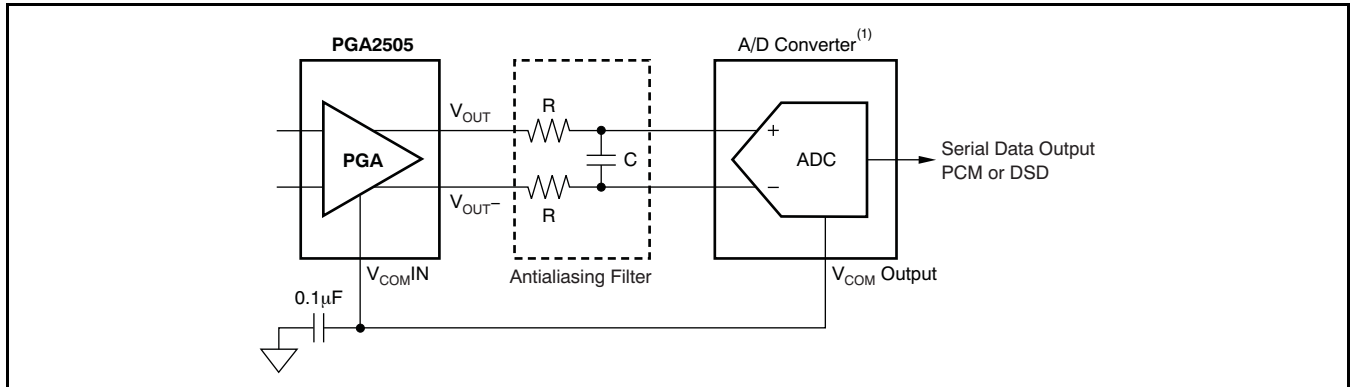 PGA2505
A/D Converter(1)
VOUT
R
PGA
C
+
ADC
−
Serial Data Output
PCM or DSD
VOUT−
R
VCOMIN
Antialiasing Filter
VCOM Output
0.1μF